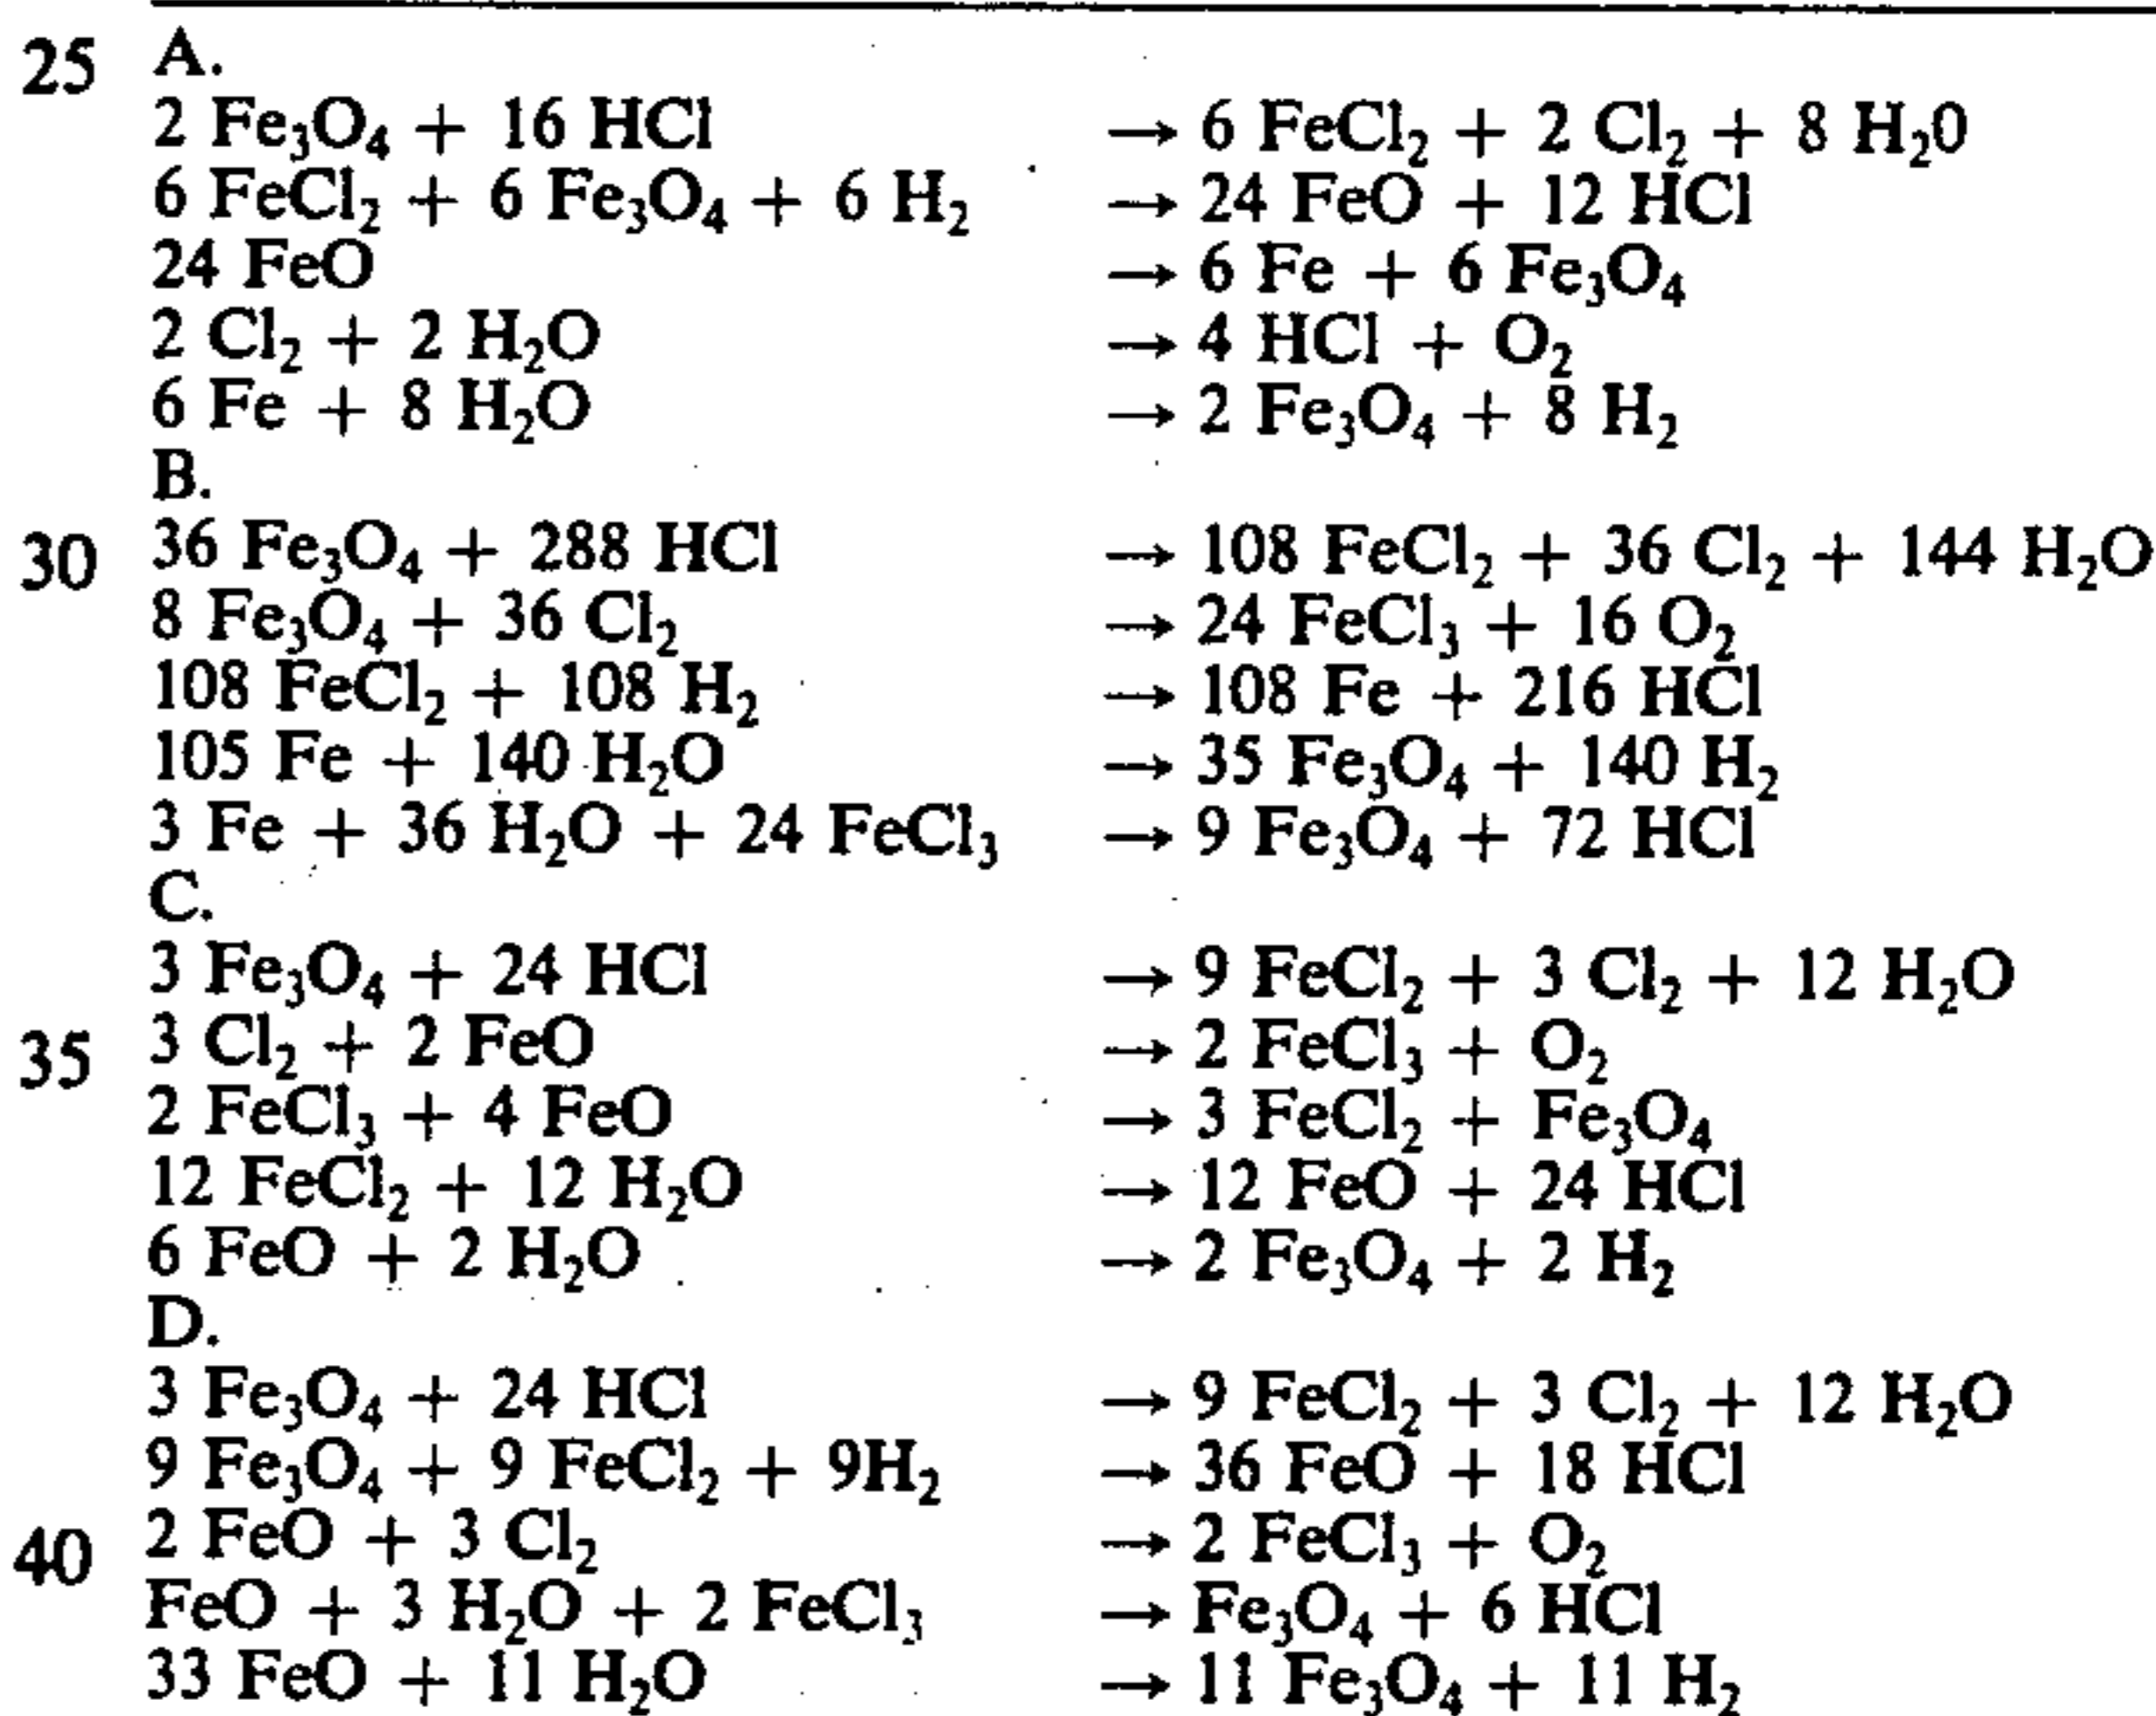 25 A.
2 Fe₃O₄ + 16 HCl → 6 FeCl₂ + 2 Cl₂ + 8 H₂0
6 FeCl₂ + 6 Fe₃O₄ + 6 H₂ → 24 FeO + 12 HCl
24 FeO → 6 Fe + 6 Fe₃O₄
2 Cl₂ + 2 H₂O → 4 HCl + O₂
6 Fe + 8 H₂O → 2 Fe₃O₄ + 8 H₂
B.
30 36 Fe₃O₄ + 288 HCl → 108 FeCl₂ + 36 Cl₂ + 144 H₂O
8 Fe₃O₄ + 36 Cl₂ → 24 FeCl₃ + 16 O₂
108 FeCl₂ + 108 H₂ → 108 Fe + 216 HCl
105 Fe + 140 H₂O → 35 Fe₃O₄ + 140 H₂
3 Fe + 36 H₂O + 24 FeCl₃ → 9 Fe₃O₄ + 72 HCl
C.
3 Fe₃O₄ + 24 HCl → 9 FeCl₂ + 3 Cl₂ + 12 H₂O
35 3 Cl₂ + 2 FeO → 2 FeCl₃ + O₂
2 FeCl₃ + 4 FeO → 3 FeCl₂ + Fe₃O₄
12 FeCl₂ + 12 H₂O → 12 FeO + 24 HCl
6 FeO + 2 H₂O → 2 Fe₃O₄ + 2 H₂
D.
3 Fe₃O₄ + 24 HCl → 9 FeCl₂ + 3 Cl₂ + 12 H₂O
9 Fe₃O₄ + 9 FeCl₂ + 9H₂ → 36 FeO + 18 HCl
40 2 FeO + 3 Cl₂ → 2 FeCl₃ + O₂
FeO + 3 H₂O + 2 FeCl₃ → Fe₃O₄ + 6 HCl
33 FeO + 11 H₂O → 11 Fe₃O₄ + 11 H₂